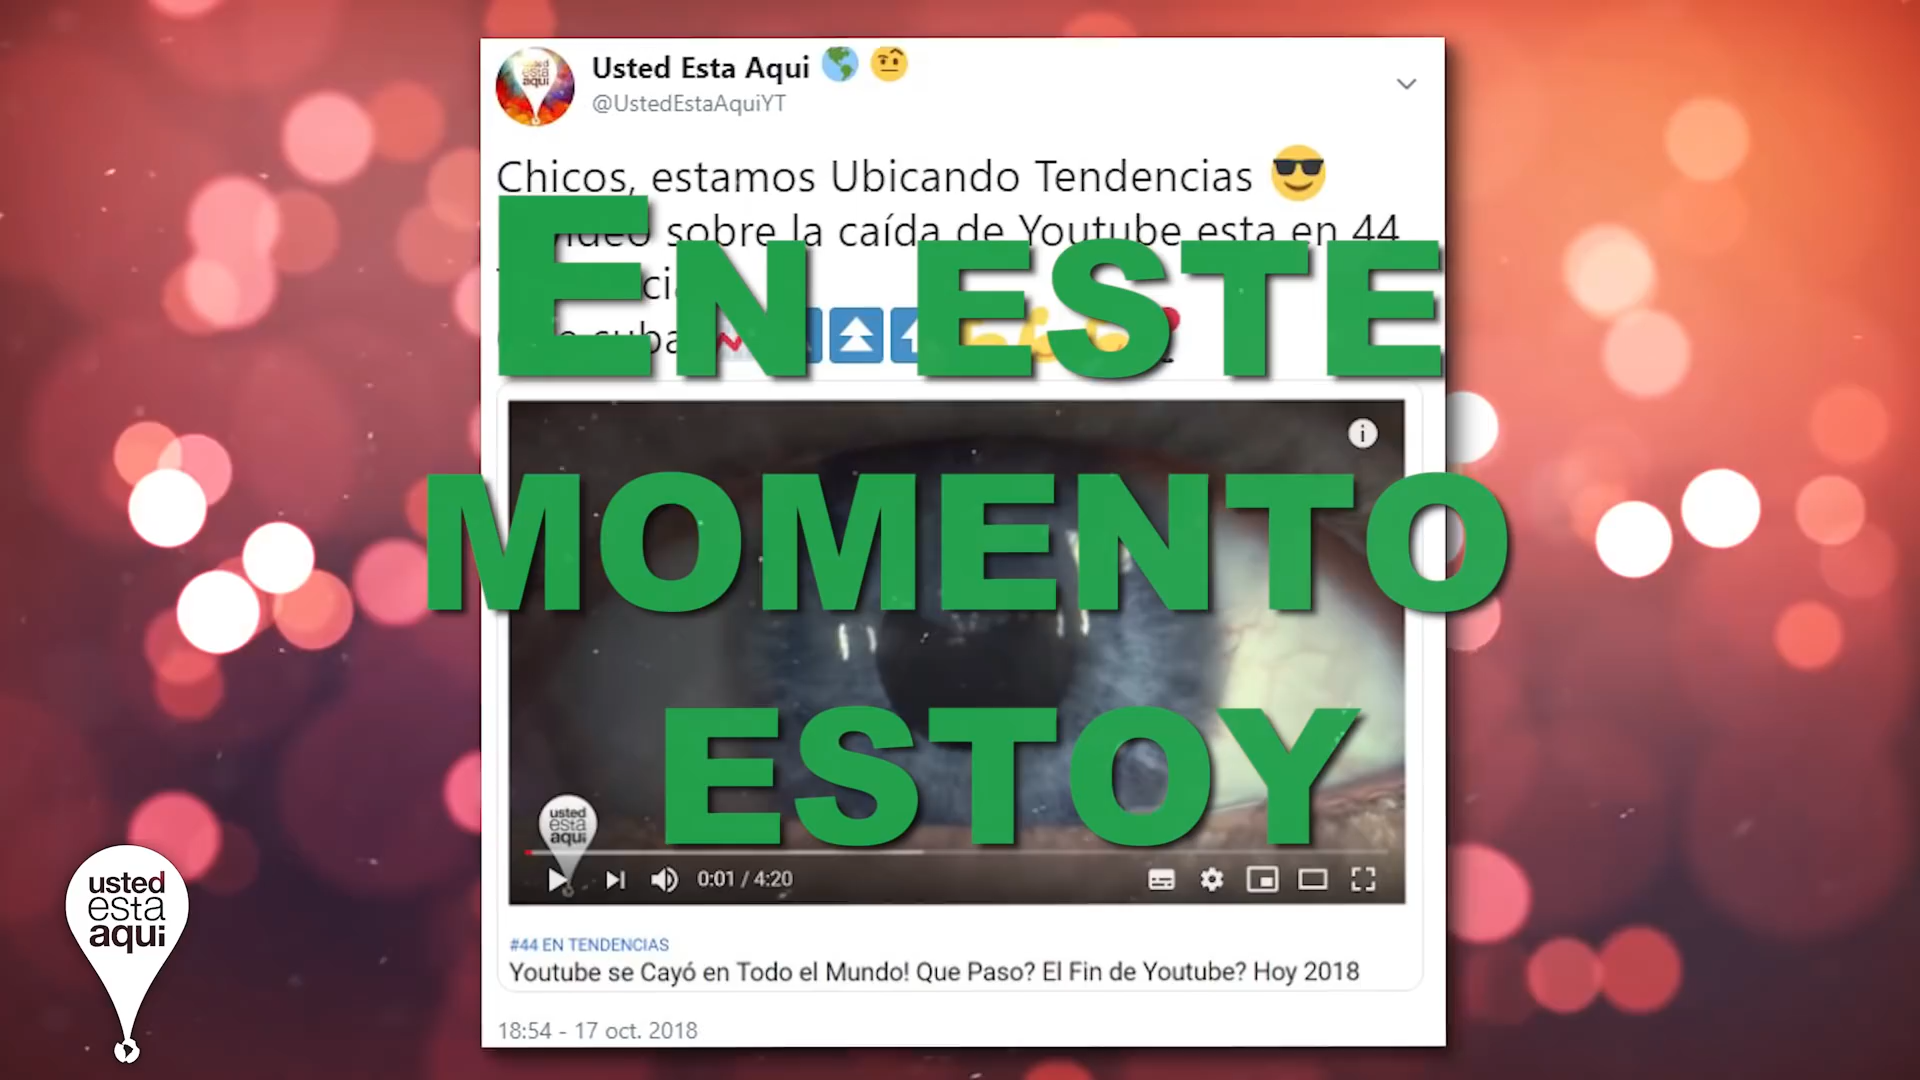 Usted Esta Aqui
@UstedEstaAquiYT
Chicos, estamos Ubicando Tendencias
sobre la caída de Youtube esta en 44
EN ESTE
MOMENTO
ESTOY
usted
esta
aqui
0:01 / 4:20
#44 EN TENDENCIAS
Youtube se Cayó en Todo el Mundo! Que Paso? El Fin de Youtube? Hoy 2018
18:54 - 17 oct. 2018
usted
esta
aqui